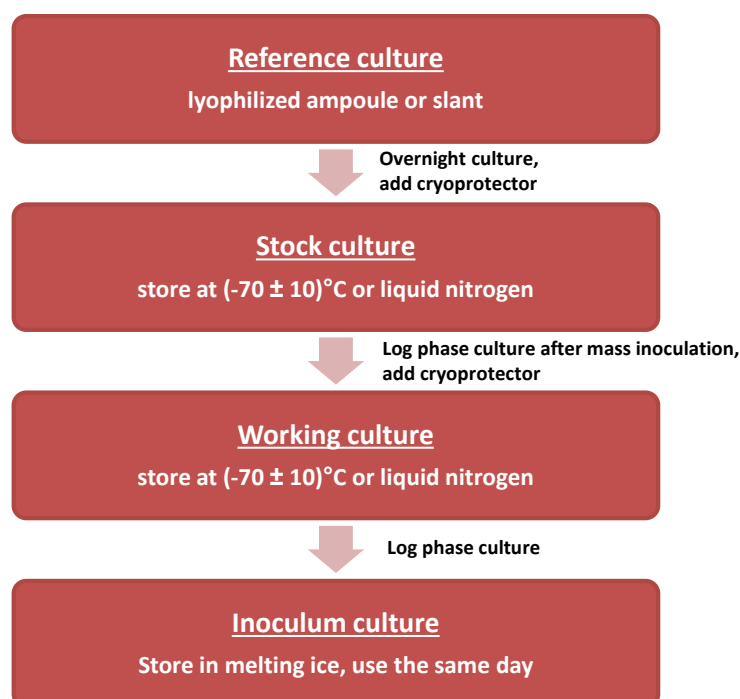 Reference culture
lyophilized ampoule or slant
Overnight culture,
add cryoprotector
Stock culture
store at (-70 ± 10)°C or liquid nitrogen
Log phase culture after mass inoculation,
add cryoprotector
Working culture
store at (-70 ± 10)°C or liquid nitrogen
Log phase culture
Inoculum culture
Store in melting ice, use the same day